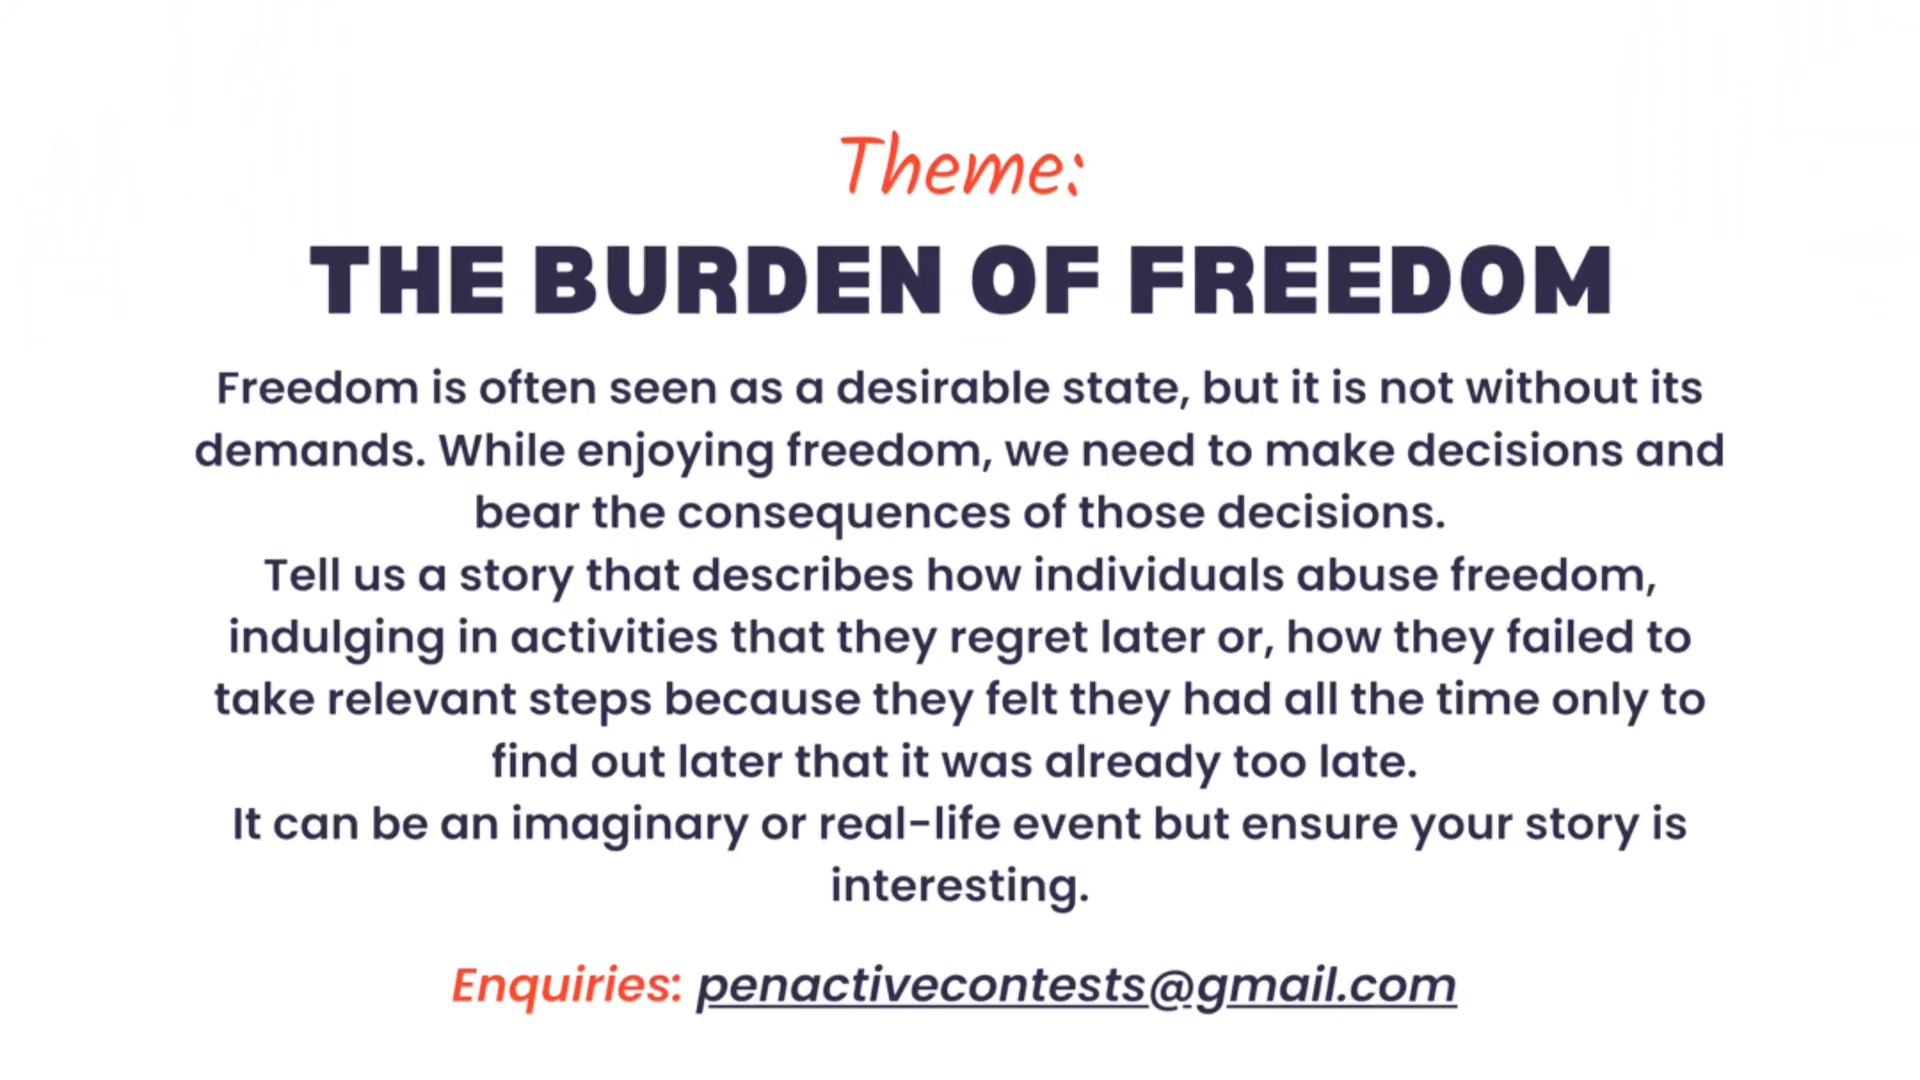 Theme:
THE BURDEN OF FREEDOM
Freedom is often seen as a desirable state, but it is not without its
demands. While enjoying freedom, we need to make decisions and
bear the consequences of those decisions.
Tell us a story that describes how individuals abuse freedom,
indulging in activities that they regret later or, how they failed to
take relevant steps because they felt they had all the time only to
find out later that it was already too late.
It can be an imaginary or real-life event but ensure your story is
interesting.
Enquiries: penactivecontests@gmail.com